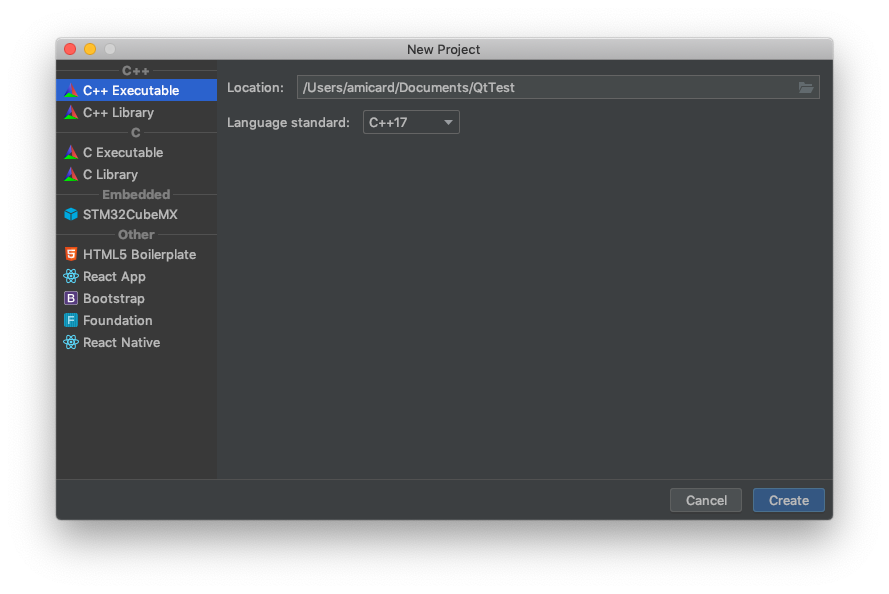 New Project
C++
C++ Executable
C++ Library
C
C Executable
C Library
Embedded
STM32CubeMX
Other
HTML5 Boilerplate
React App
B Bootstrap
F Foundation
React Native
Location: /Users/amicard/Documents/QtTest
Language standard: C++17
Cancel Create